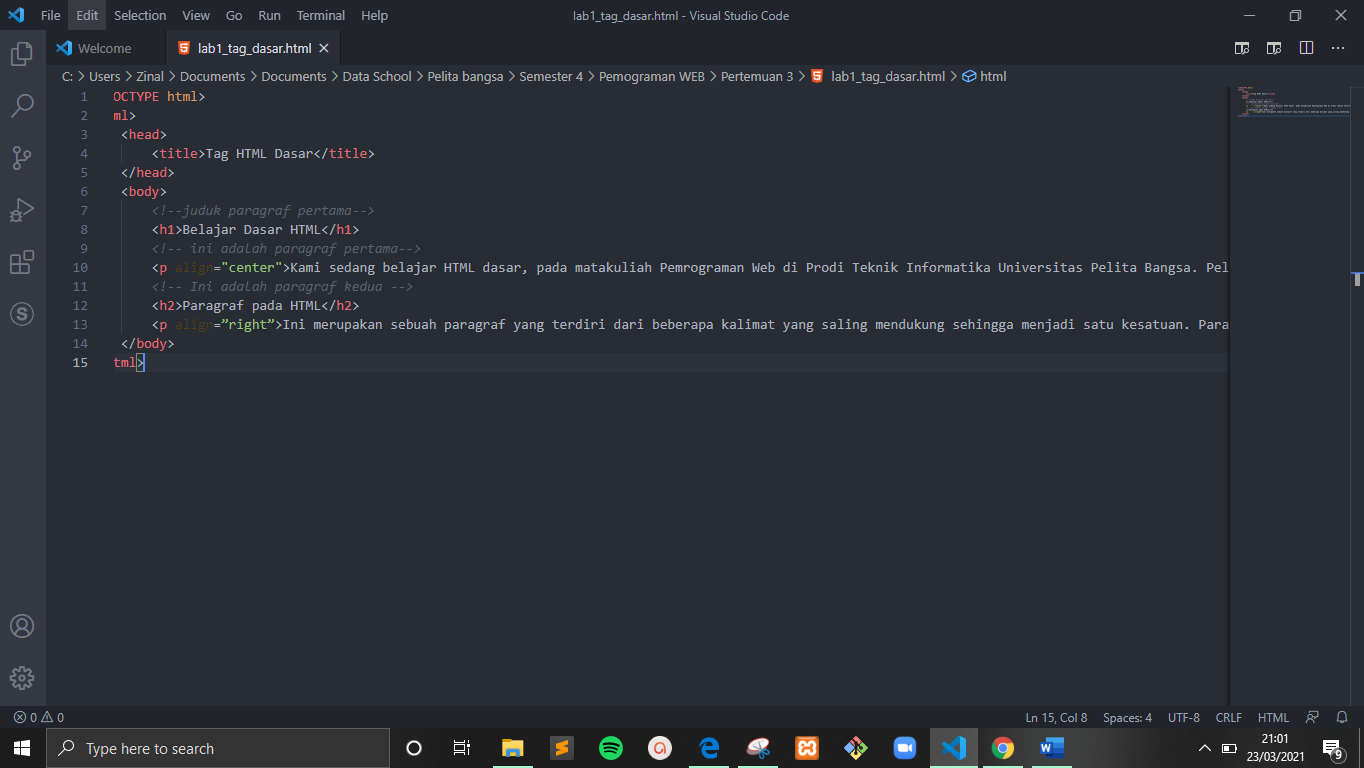 File Edit Selection View Go Run Terminal Help lab1_tag_dasar.html - Visual Studio Code
Welcome lab1_tag_dasar.html
C: > Users > Zinal > Documents > Documents > Data School > Pelita bangsa > Semester 4 > Pemograman WEB > Pertemuan 3 > lab1_tag_dasar.html > html
1 OCTYPE html>
2 ml>
3 <head>
4 <title>Tag HTML Dasar</title>
5 </head>
6 <body>
7 <!--juduk paragraf pertama-->
8 <h1>Belajar Dasar HTML</h1>
9 <!-- ini adalah paragraf pertama-->
10 <p align="center">Kami sedang belajar HTML dasar, pada matakuliah Pemrograman Web di Prodi Teknik Informatika Universitas Pelita Bangsa. Pel
11 <!-- Ini adalah paragraf kedua -->
12 <h2>Paragraf pada HTML</h2>
13 <p align=”right”>Ini merupakan sebuah paragraf yang terdiri dari beberapa kalimat yang saling mendukung sehingga menjadi satu kesatuan. Para
14 </body>
15 tml>
0 0 Ln 15, Col 8 Spaces: 4 UTF-8 CRLF HTML
Type here to search
21:01
23/03/2021
9